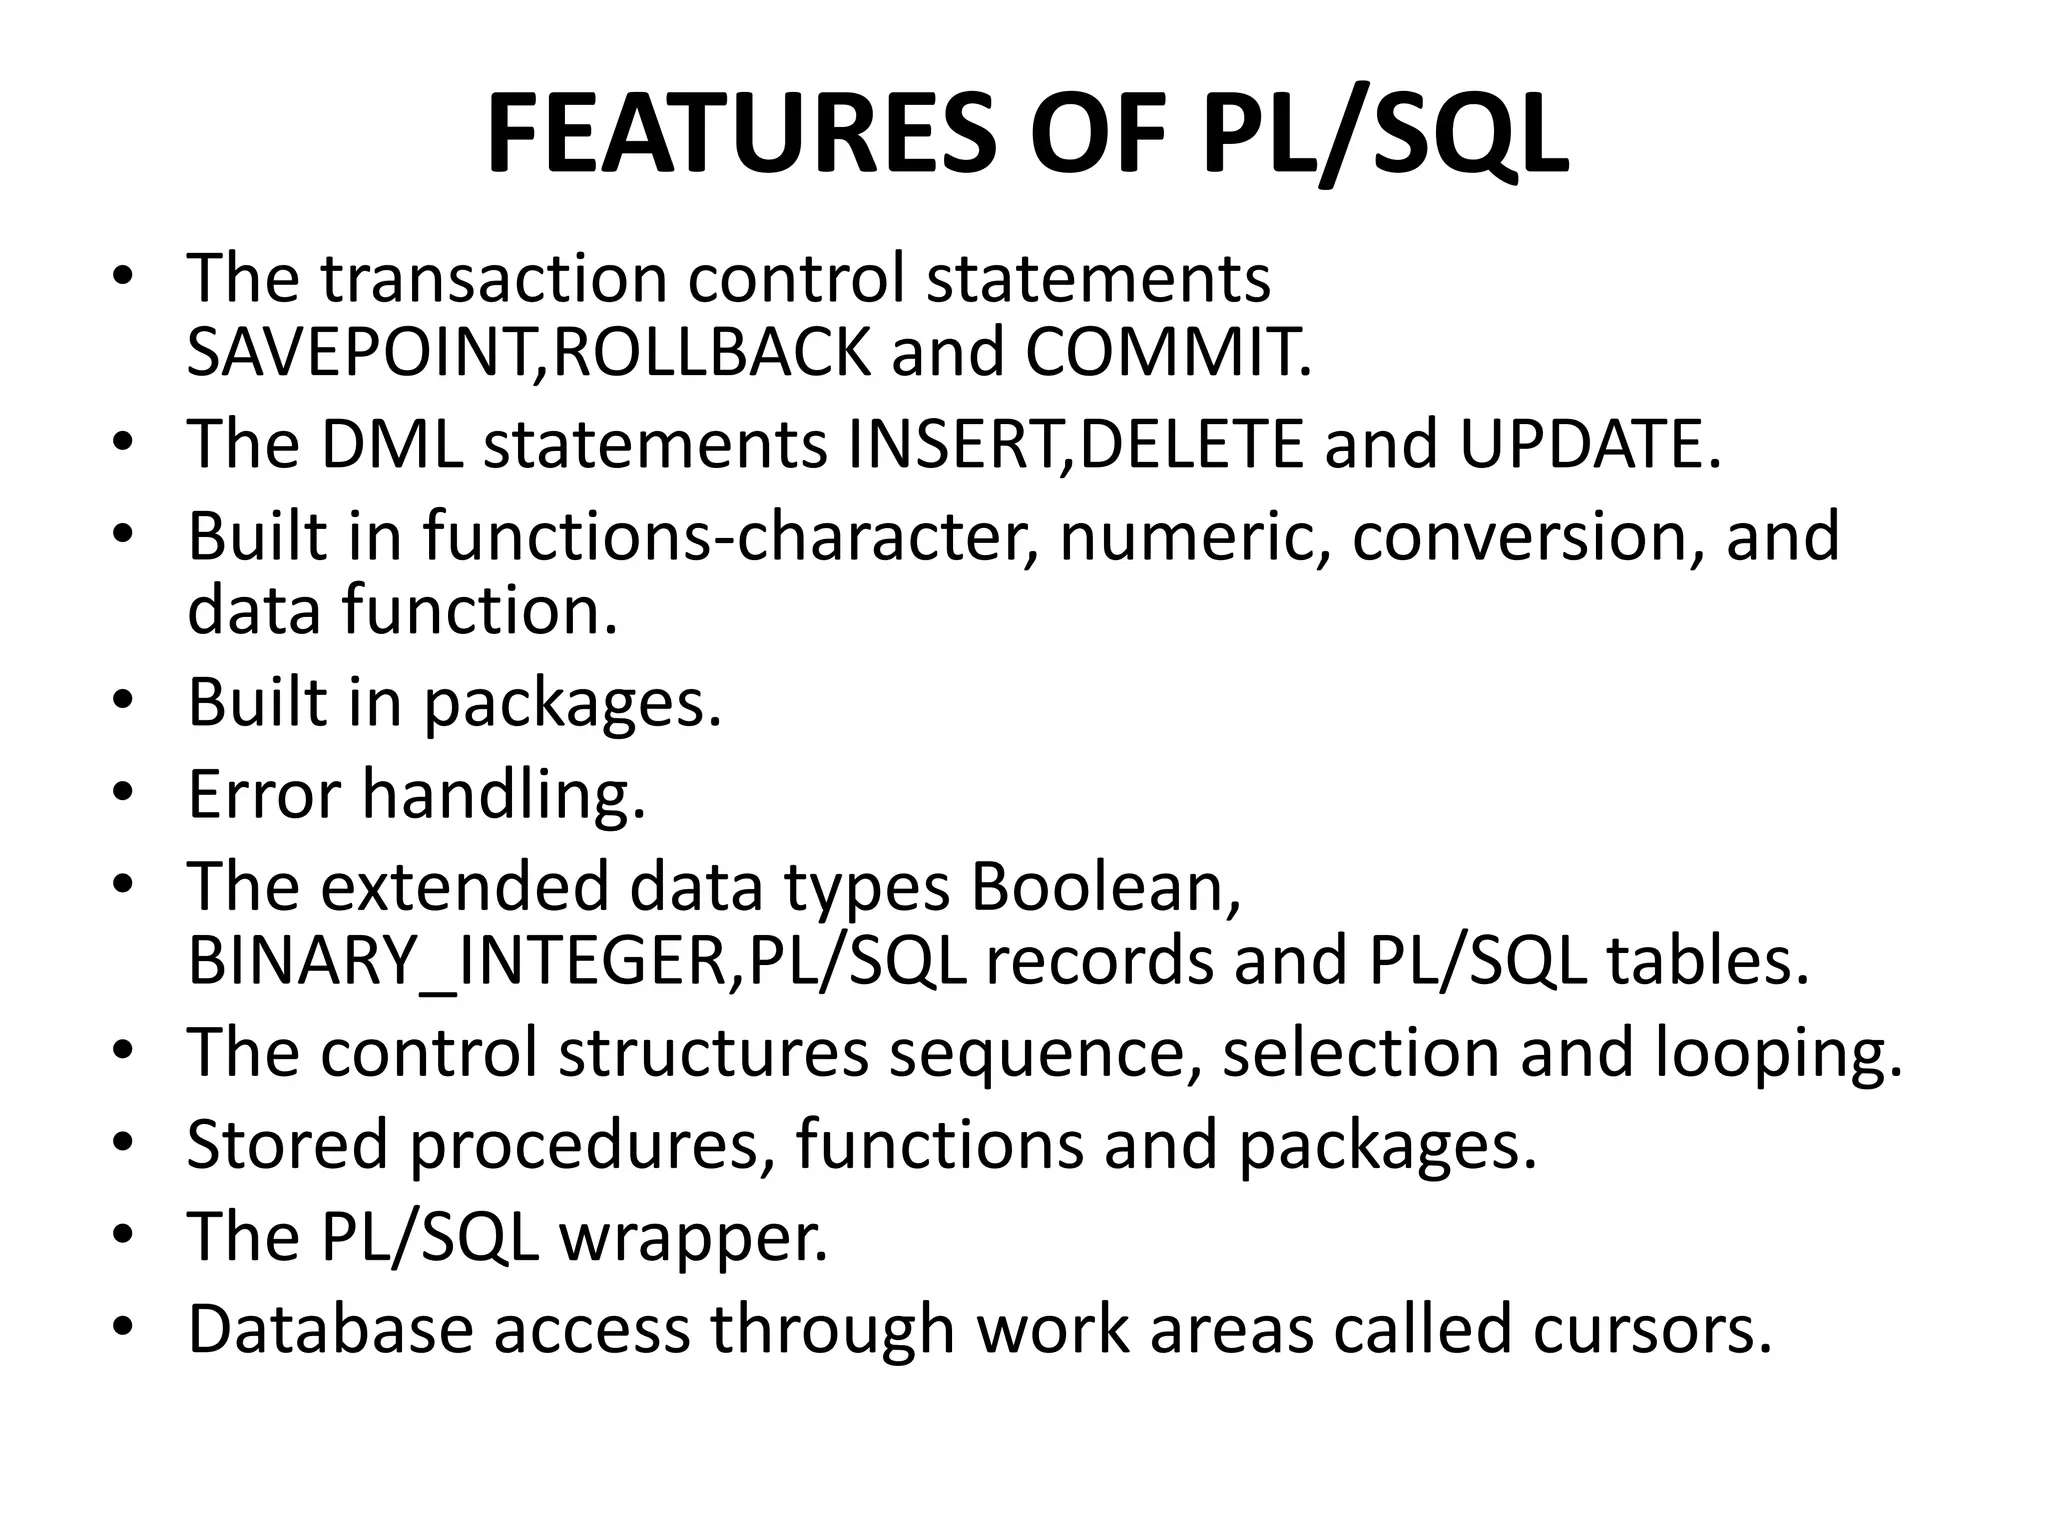 FEATURES OF PL/SQL
• The transaction control statements
SAVEPOINT,ROLLBACK and COMMIT.
• The DML statements INSERT,DELETE and UPDATE.
• Built in functions-character, numeric, conversion, and
data function.
• Built in packages.
• Error handling.
• The extended data types Boolean,
BINARY_INTEGER,PL/SQL records and PL/SQL tables.
• The control structures sequence, selection and looping.
• Stored procedures, functions and packages.
• The PL/SQL wrapper.
• Database access through work areas called cursors.